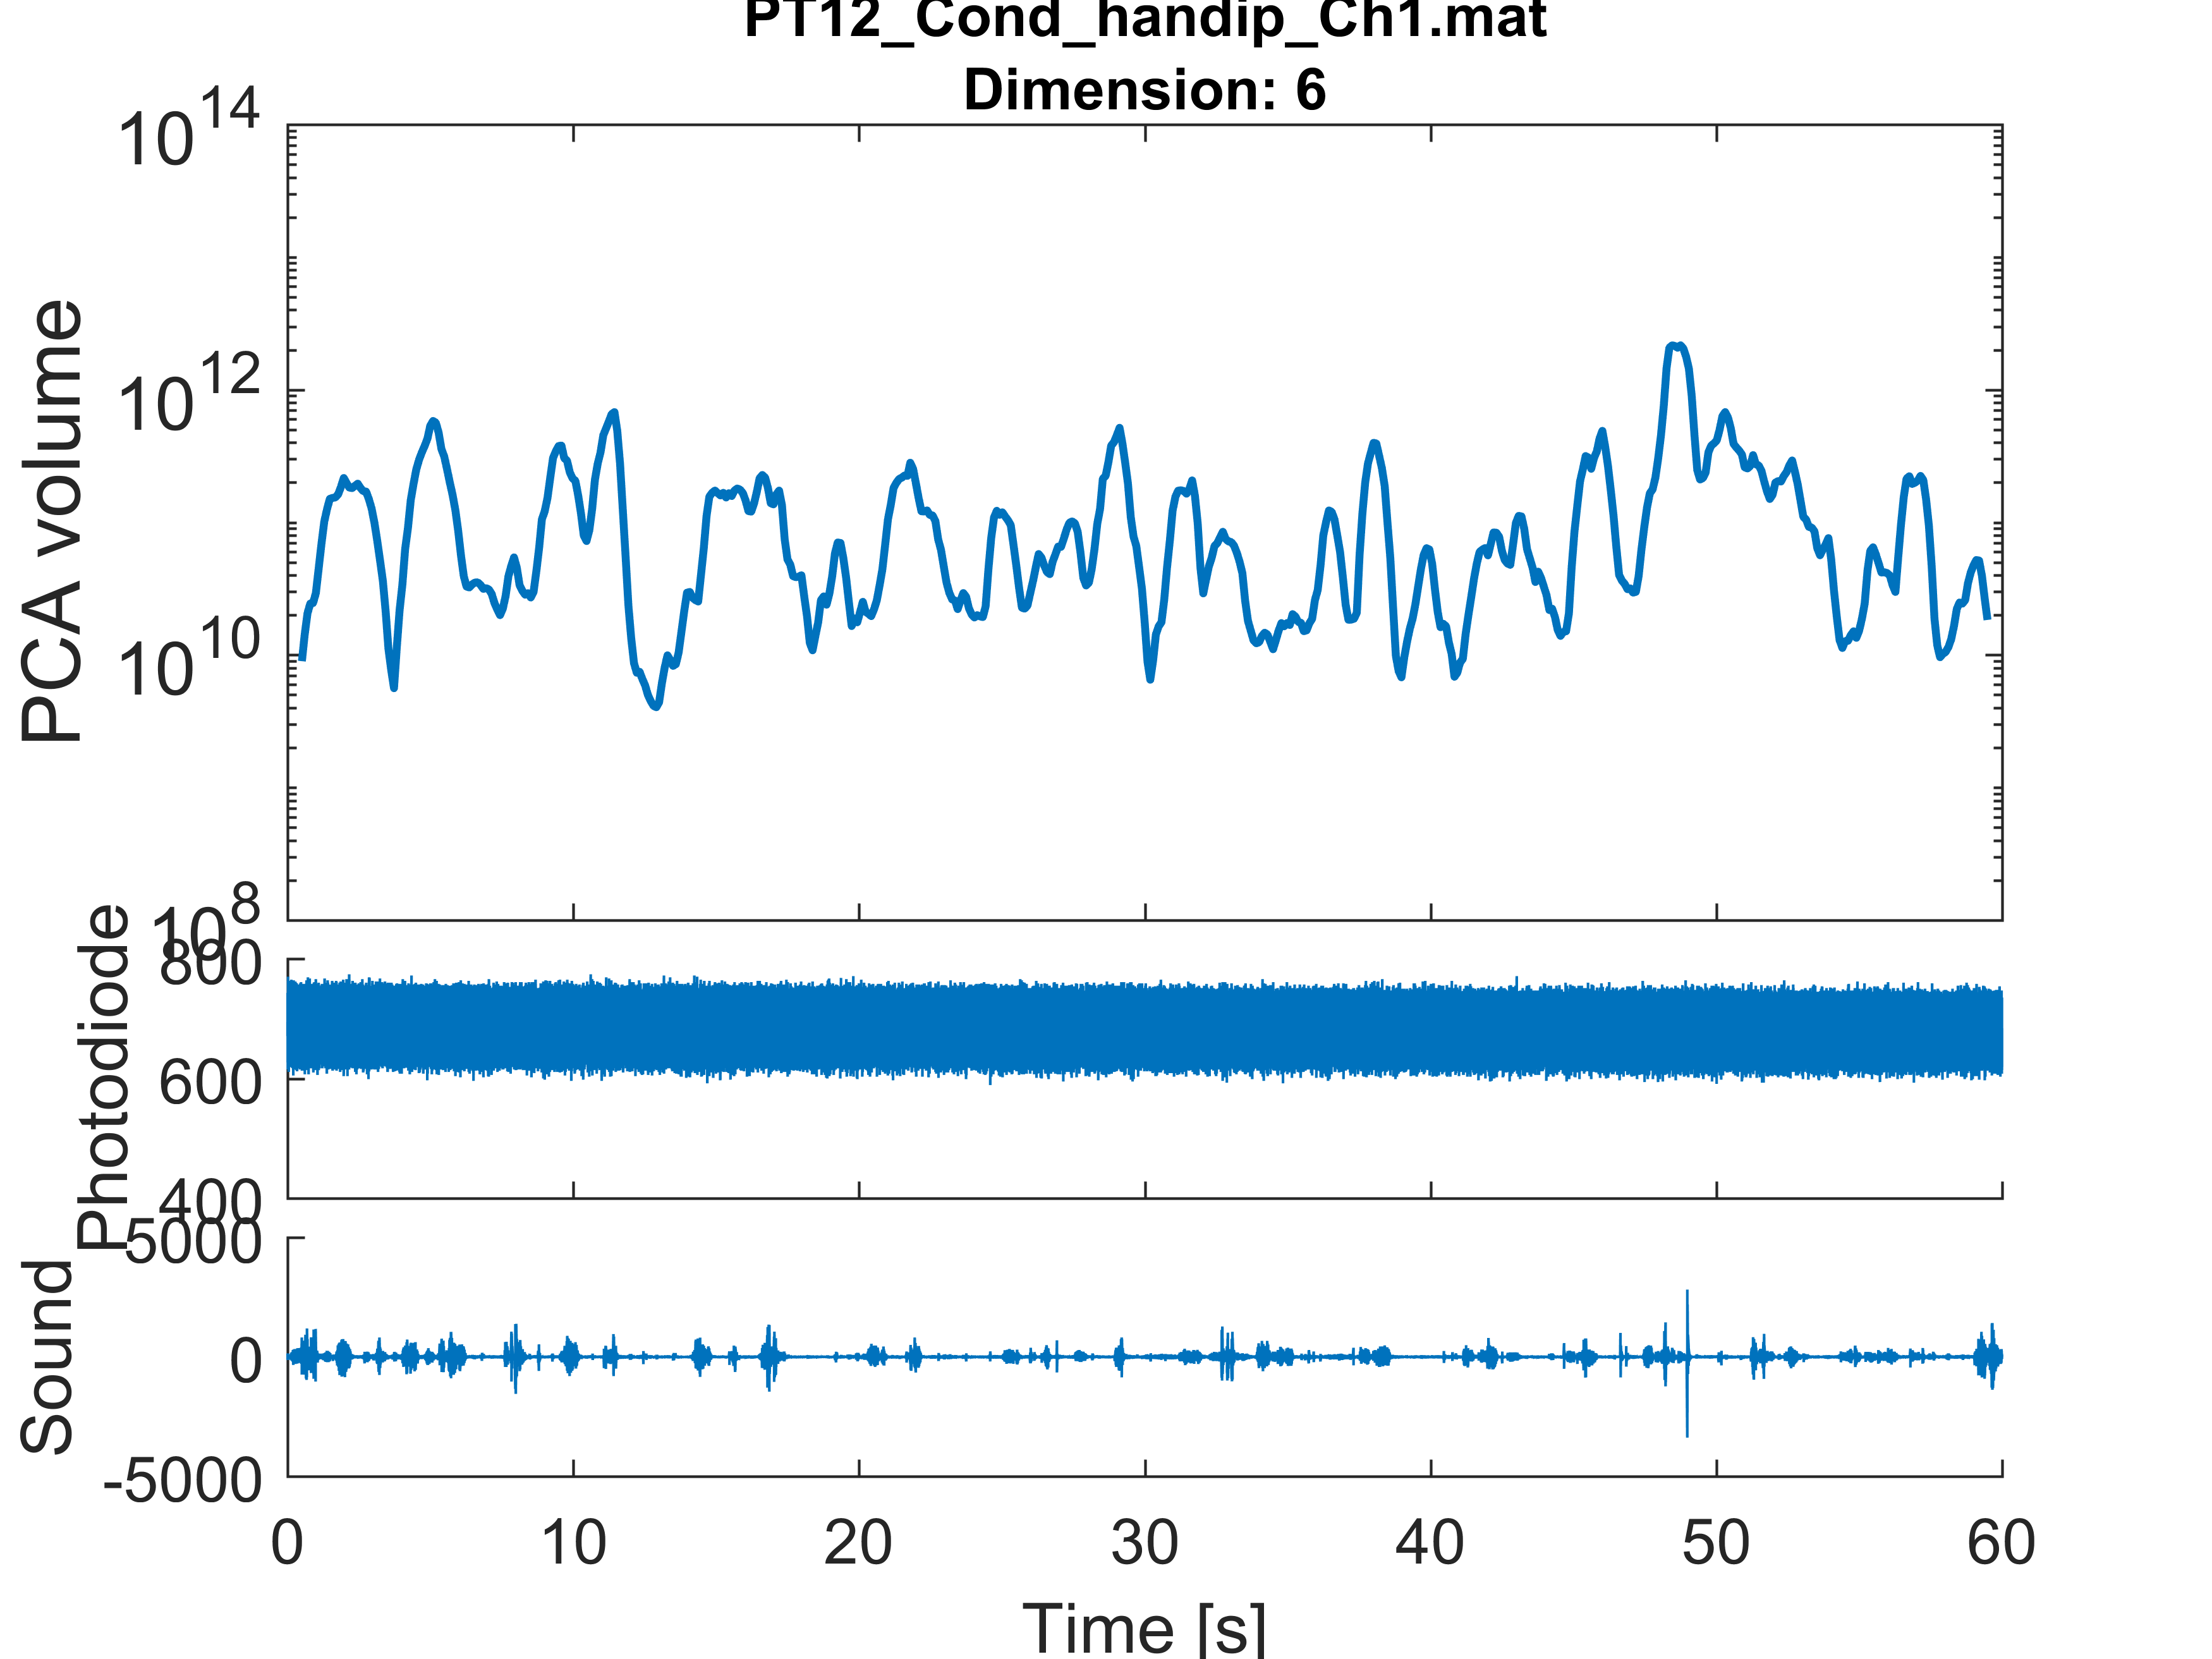 PT12_Cond_handip_Ch1.mat
Dimension: 6
PCA volume
10^14
10^12
10^10
10^8
Photodiode
800
600
400
Sound
5000
0
-5000
0 10 20 30 40 50 60
Time [s]